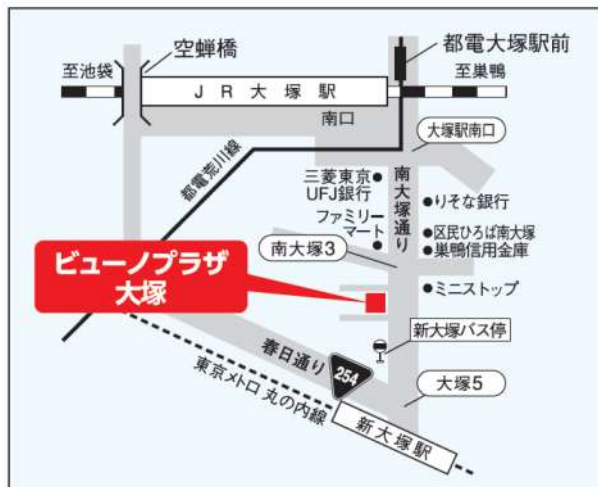 空蝉橋
都電大塚駅前
至池袋
至巣鴨
JR大塚駅
南口
大塚駅南口
都電荒川線
三菱東京
UFJ銀行
南大塚通り
りそな銀行
ファミリー
マート
区民ひろば南大塚
巣鴨信用金庫
南大塚3
ビューノプラザ
大塚
ミニストップ
新大塚バス停
春日通り
254
東京メトロ 丸の内線
大塚5
新大塚駅